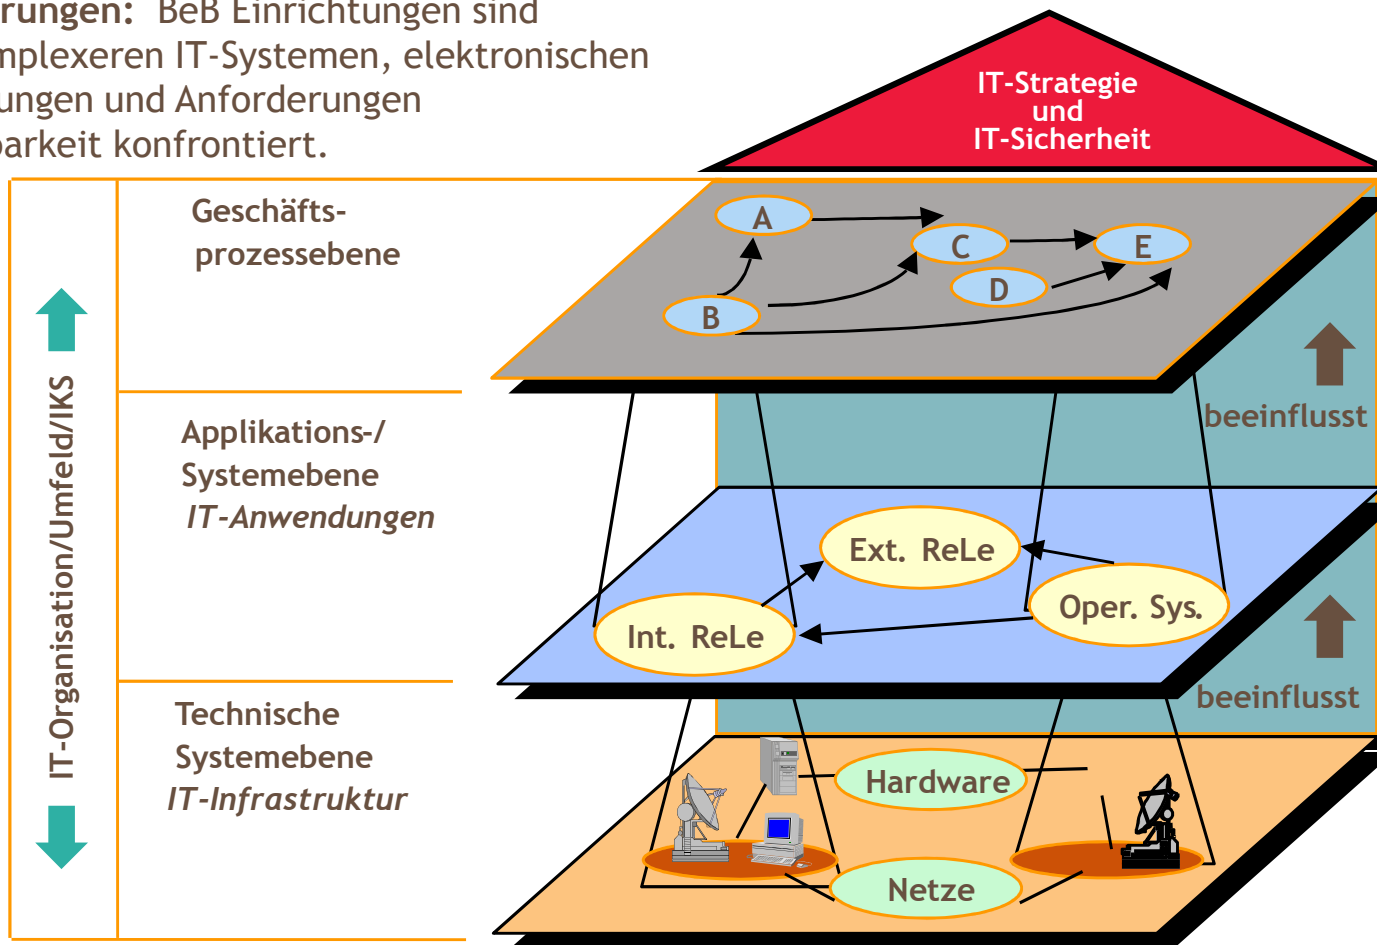 rungen: BeB Einrichtungen sind
mplexeren IT-Systemen, elektronischen
ungen und Anforderungen
barkeit konfrontiert.
IT-Strategie
und
IT-Sicherheit
Geschäfts-
prozessebene
A
C
E
D
B
beeinflusst
IT-Organisation/Umfeld/IKS
Applikations-/
Systemebene
IT-Anwendungen
Ext. ReLe
Oper. Sys.
Int. ReLe
beeinflusst
Technische
Systemebene
IT-Infrastruktur
Hardware
Netze